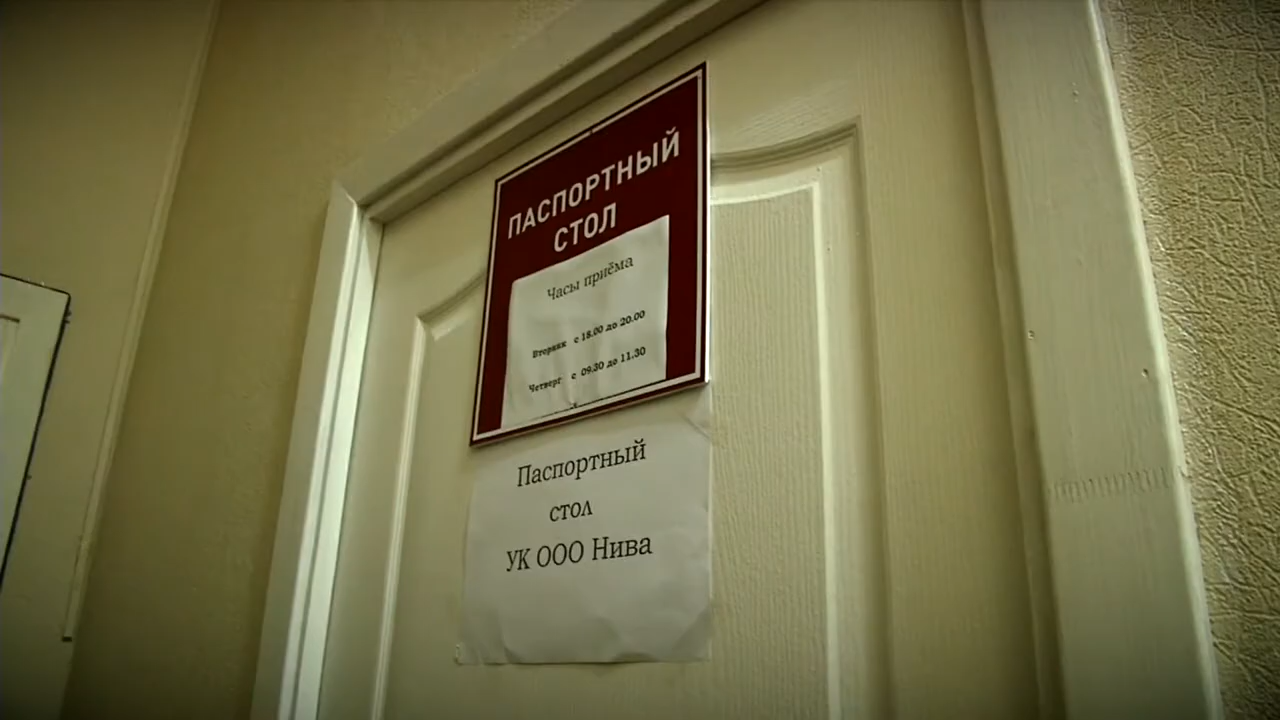 ПАСПОРТНЫЙ
СТОЛ
Часы приёма
Вторник с 18.00 до 20.00
Четверг с 09.30 до 11.30
Паспортный
стол
УК ООО Нива